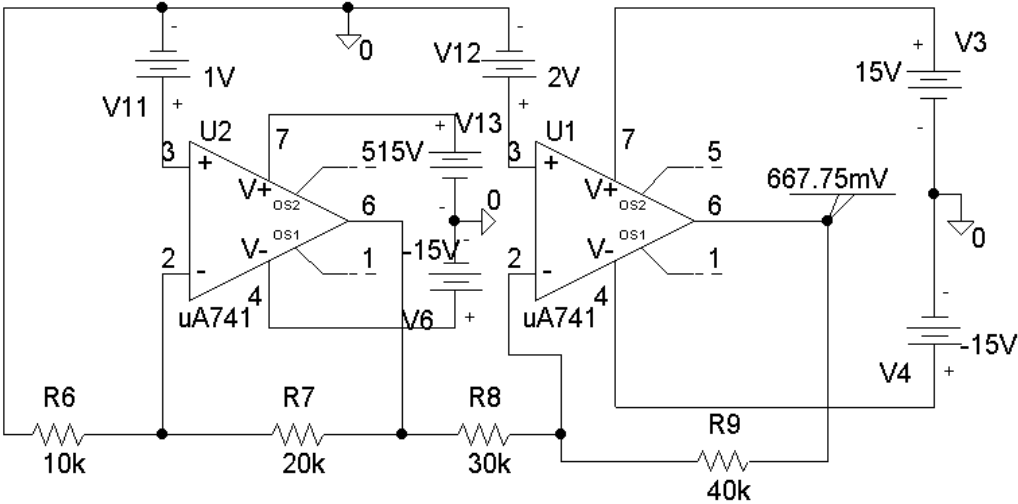 -
-
0
V12
+
V3
1V
2V
15V
V11
+
+
U2
+
V13
U1
-
7
7
3
+
515V
3
+
5
V+
OS2
-
0
V+
OS2
667.75mV
6
6
OS1
-
-15V
OS1
0
V-
V-
2
-
1
2
-
1
-
4
4
uA741
V6
+
uA741
-15V
V4
+
R6
R7
R8
R9
10k
20k
30k
40k